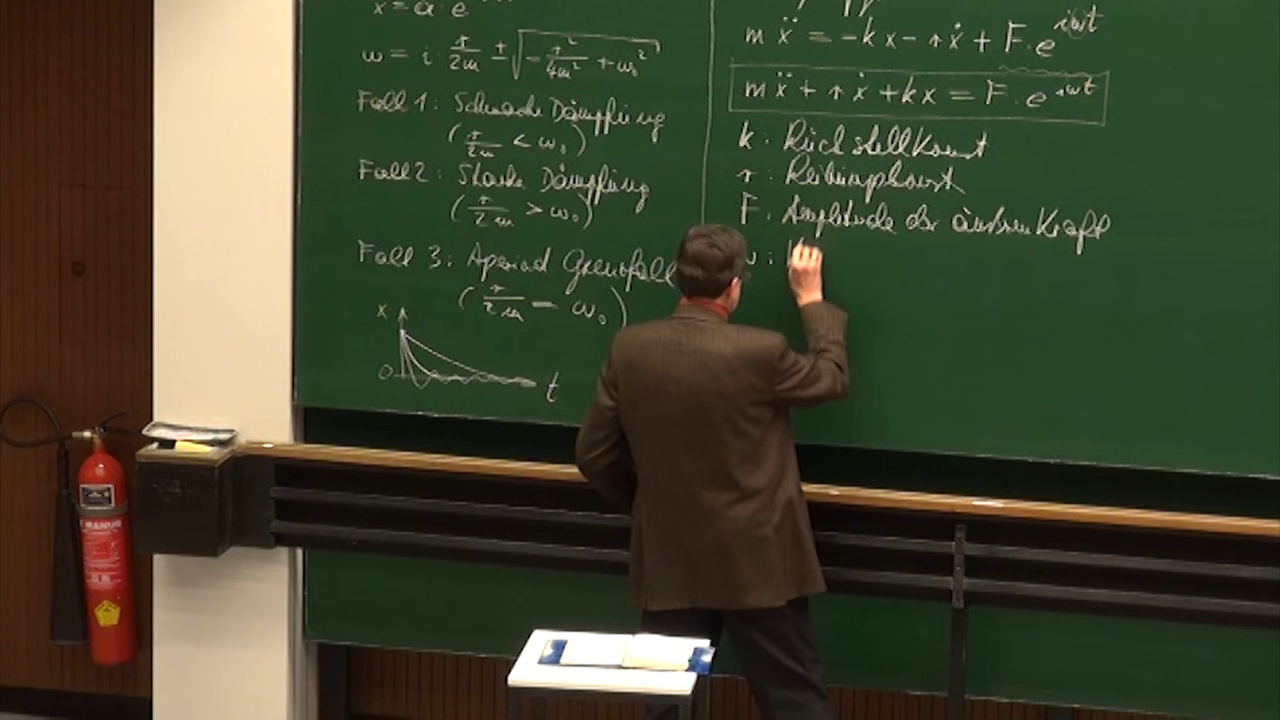 x = a · e
ω = i · r/2m ± √(-r²/4m² + ω₀²)
Fall 1 : Schwache Dämpfung
( r/2m < ω₀ )
Fall 2 : Starke Dämpfung
( r/2m > ω₀ )
Fall 3 : Aperiod Grenzfall
( r/2m = ω₀ )
x
0
t
m ẍ = -k x - r ẋ + F · e^{iωt}
m ẍ + r ẋ + k x = F · e^{iωt}
k : Rückstellkonst
r : Reibungskonst
F : Amplitude der äußeren Kraft